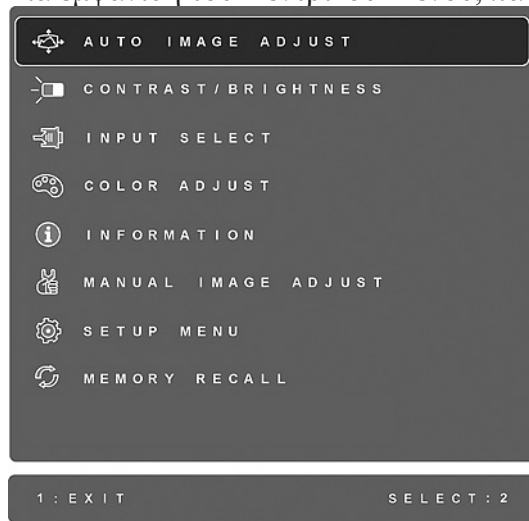 AUTO IMAGE ADJUST
CONTRAST/BRIGHTNESS
INPUT SELECT
COLOR ADJUST
INFORMATION
MANUAL IMAGE ADJUST
SETUP MENU
MEMORY RECALL
1:EXIT SELECT:2